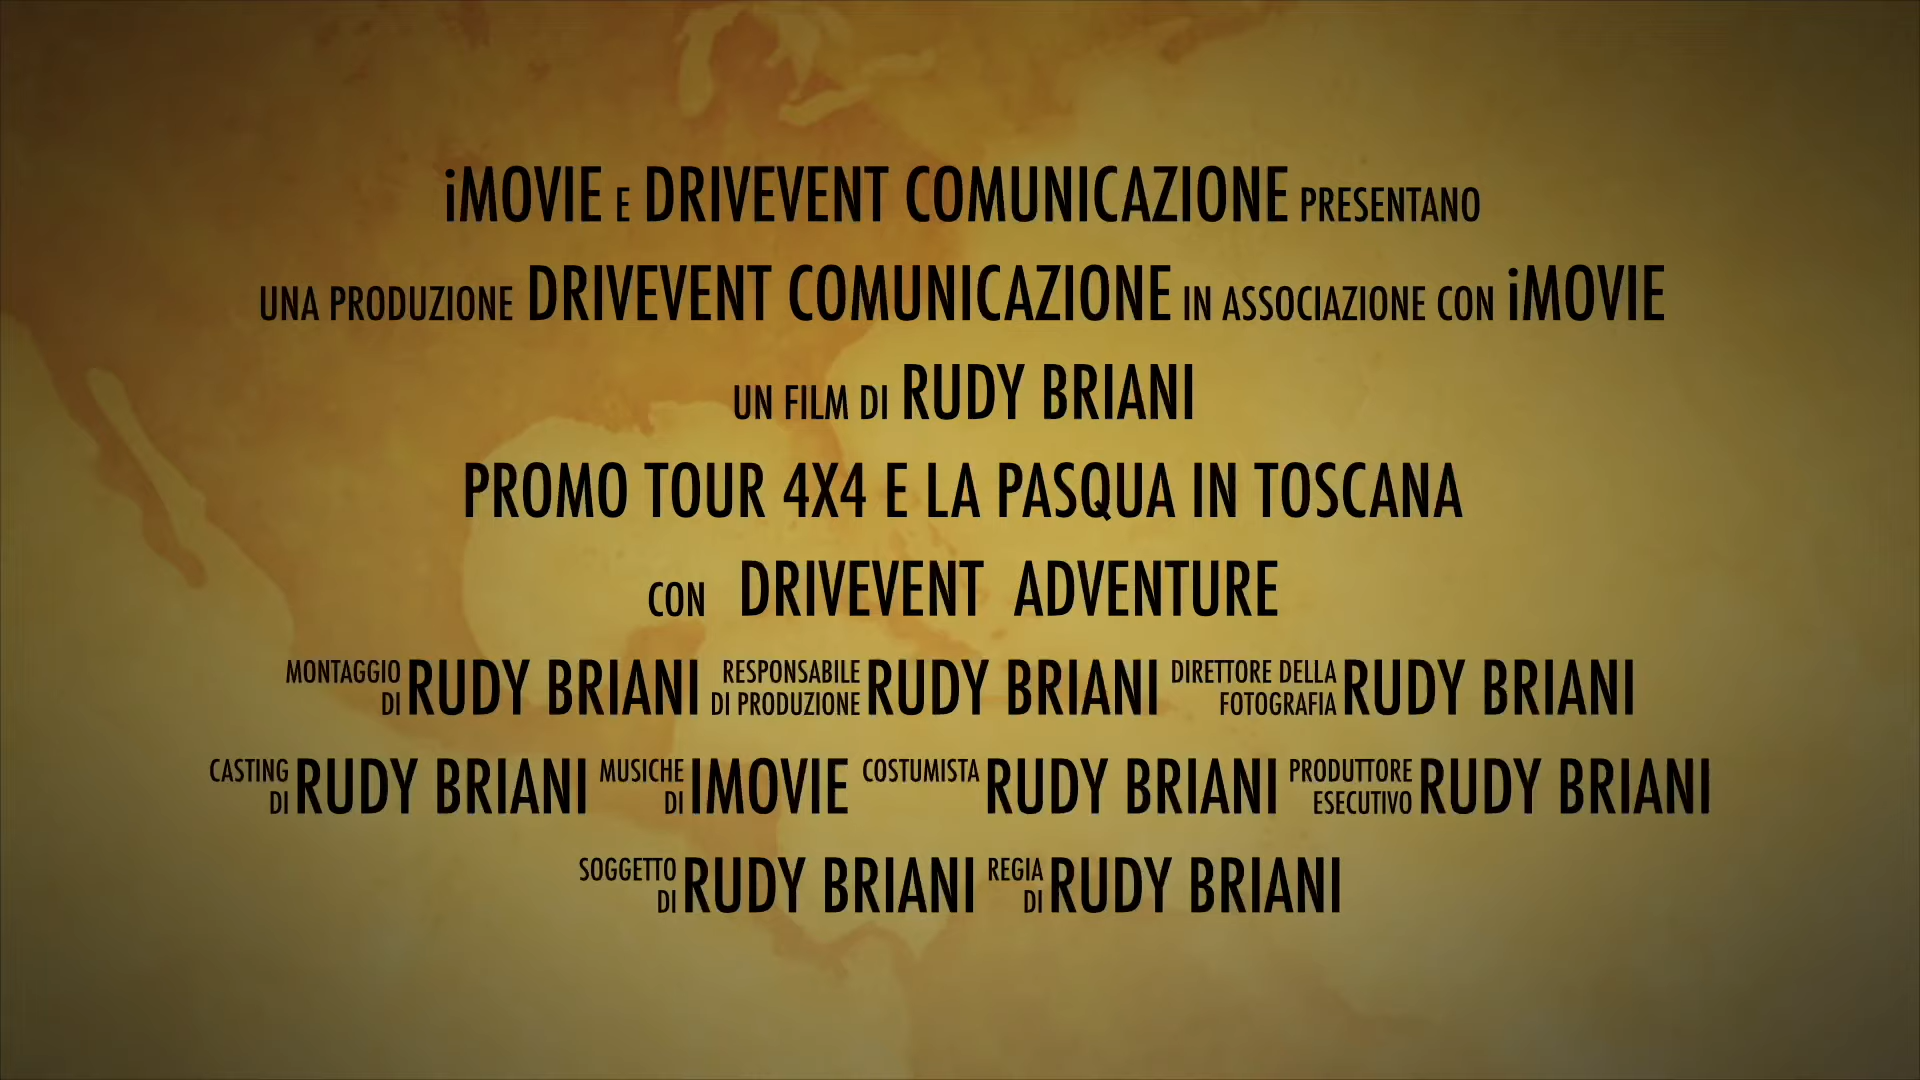 iMOVIE E DRIVEVENT COMUNICAZIONE PRESENTANO
UNA PRODUZIONE DRIVEVENT COMUNICAZIONE IN ASSOCIAZIONE CON iMOVIE
UN FILM DI RUDY BRIANI
PROMO TOUR 4X4 E LA PASQUA IN TOSCANA
CON DRIVEVENT ADVENTURE
MONTAGGIO DI RUDY BRIANI RESPONSABILE DI PRODUZIONE RUDY BRIANI DIRETTORE DELLA FOTOGRAFIA RUDY BRIANI
CASTING DI RUDY BRIANI MUSICHE DI IMOVIE COSTUMISTA RUDY BRIANI PRODUTTORE ESECUTIVO RUDY BRIANI
SOGGETTO DI RUDY BRIANI REGIA DI RUDY BRIANI